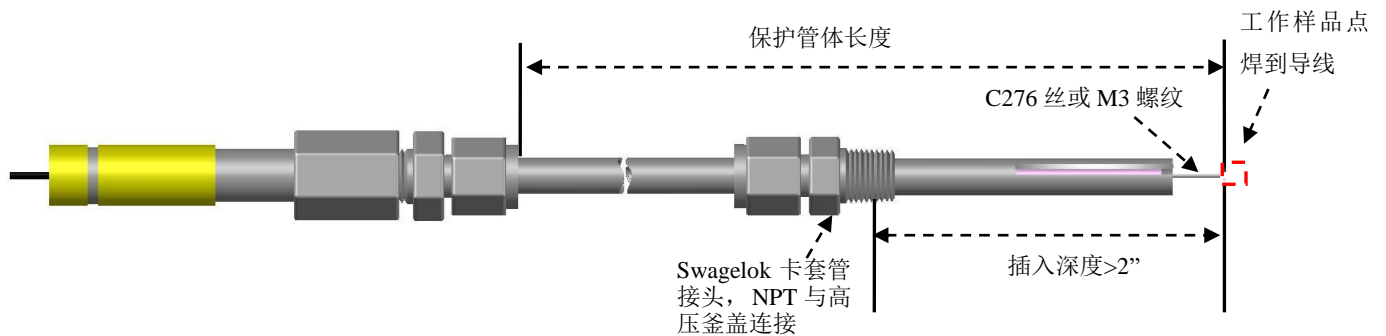 保护管体长度
工作样品点
焊到导线
C276 丝或 M3 螺纹
Swagelok 卡套管
接头， NPT 与高
压釜盖连接
插入深度>2”